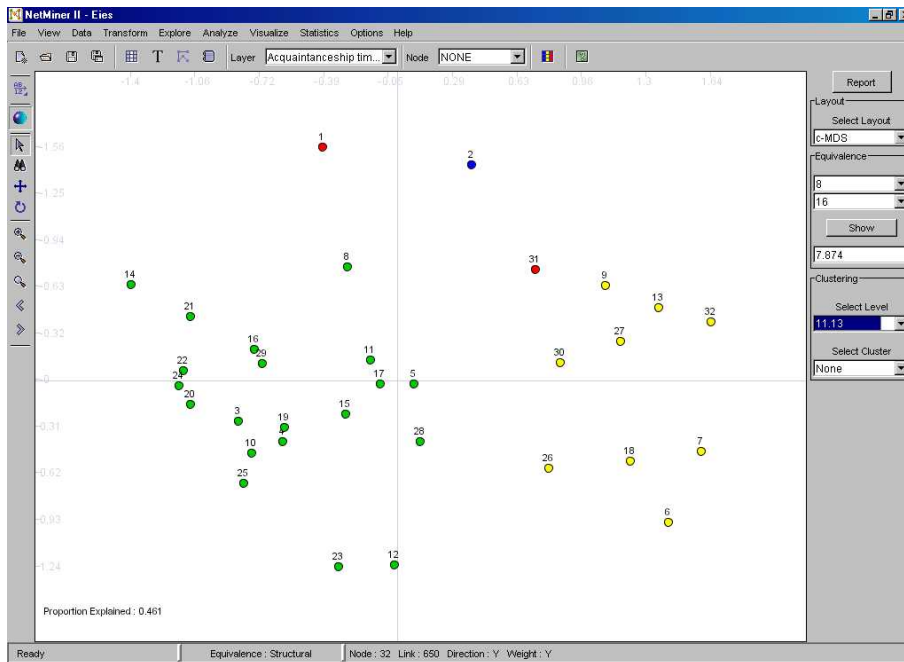 NetMiner II - Eies
File View Data Transform Explore Analyze Visualize Statistics Options Help
T Layer Acquaintanceship tim... Node NONE
-1.4 -1.06 -0.72 -0.39 -0.05 0.29 0.63 0.96 1.3 1.64
Report
Layout
Select Layout
c-MDS
Equivalence
8
16
Show
7.874
Clustering
Select Level
11.13
Select Cluster
None
1
-1.56
2
-1.25
-0.94
8
31
14
-0.63
9
13
21
32
-0.32
27
16
29
11
30
22
24
17
5
-0
20
15
3
-0.31
19
4
28
10
7
18
26
25
-0.62
6
-0.93
23
12
-1.24
Proportion Explained : 0.461
Ready Equivalence : Structural Node : 32 Link : 650 Direction : Y Weight : Y